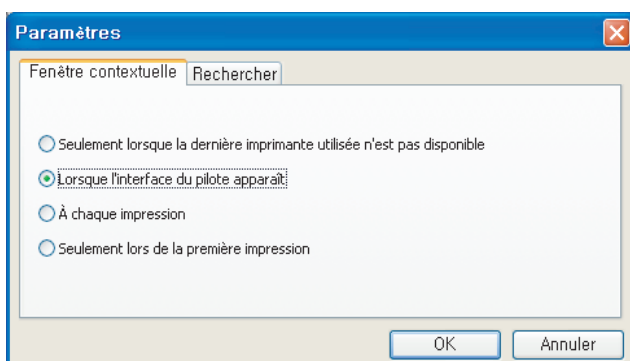 Paramètres
Fenêtre contextuelle Rechercher
Seulement lorsque la dernière imprimante utilisée n'est pas disponible
Lorsque l'interface du pilote apparaît
À chaque impression
Seulement lors de la première impression
OK Annuler